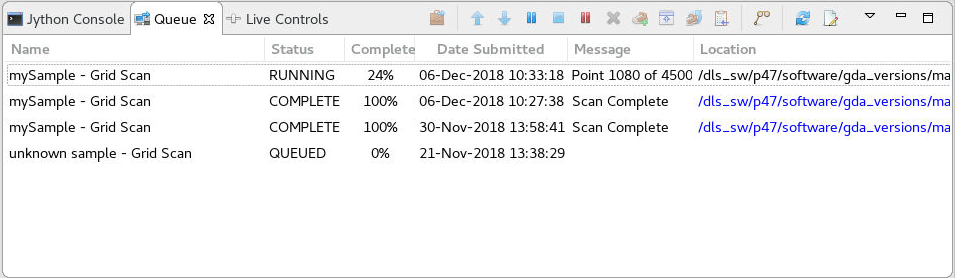 Jython Console Queue Live Controls
Name Status Complete Date Submitted Message Location
mySample - Grid Scan RUNNING 24% 06-Dec-2018 10:33:18 Point 1080 of 4500 /dls_sw/p47/software/gda_versions/ma
mySample - Grid Scan COMPLETE 100% 06-Dec-2018 10:27:38 Scan Complete /dls_sw/p47/software/gda_versions/ma
mySample - Grid Scan COMPLETE 100% 30-Nov-2018 13:58:41 Scan Complete /dls_sw/p47/software/gda_versions/ma
unknown sample - Grid Scan QUEUED 0% 21-Nov-2018 13:38:29